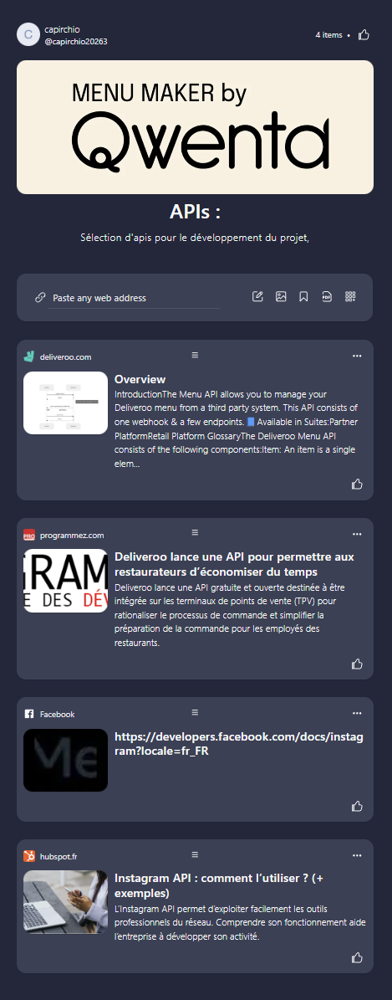 C
capirchio
@capirchio20263
4 items •
MENU MAKER by
Qwenta
APIs :
Sélection d'apis pour le développement du projet,
Paste any web address
PDF
deliveroo.com
Overview
IntroductionThe Menu API allows you to manage your
Deliveroo menu from a third party system. This API consists of
one webhook & a few endpoints. 📘 Available in Suites:Partner
PlatformRetail Platform GlossaryThe Deliveroo Menu API
consists of the following components:Item: An item is a single
elem...
PRO
programmez.com
GRAM
E DES DÉV
Deliveroo lance une API pour permettre aux
restaurateurs d’économiser du temps
Deliveroo lance une API gratuite et ouverte destinée à être
intégrée sur les terminaux de points de vente (TPV) pour
rationaliser le processus de commande et simplifier la
préparation de la commande pour les employés des
restaurants.
Facebook
Me
https://developers.facebook.com/docs/instag
ram?locale=fr_FR
hubspot.fr
Instagram API : comment l’utiliser ? (+
exemples)
L’Instagram API permet d’exploiter facilement les outils
professionnels du réseau. Comprendre son fonctionnement aide
l’entreprise à développer son activité.